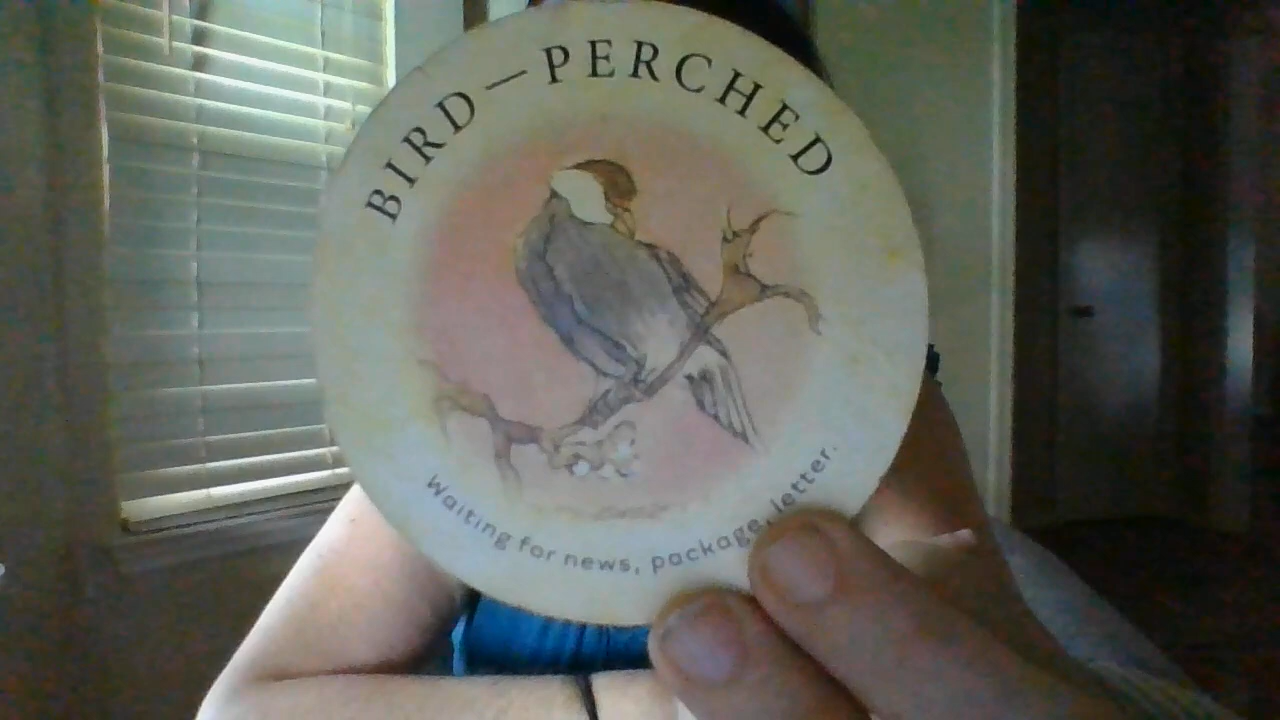 BIRD—PERCHED
Waiting for news, package, letter.